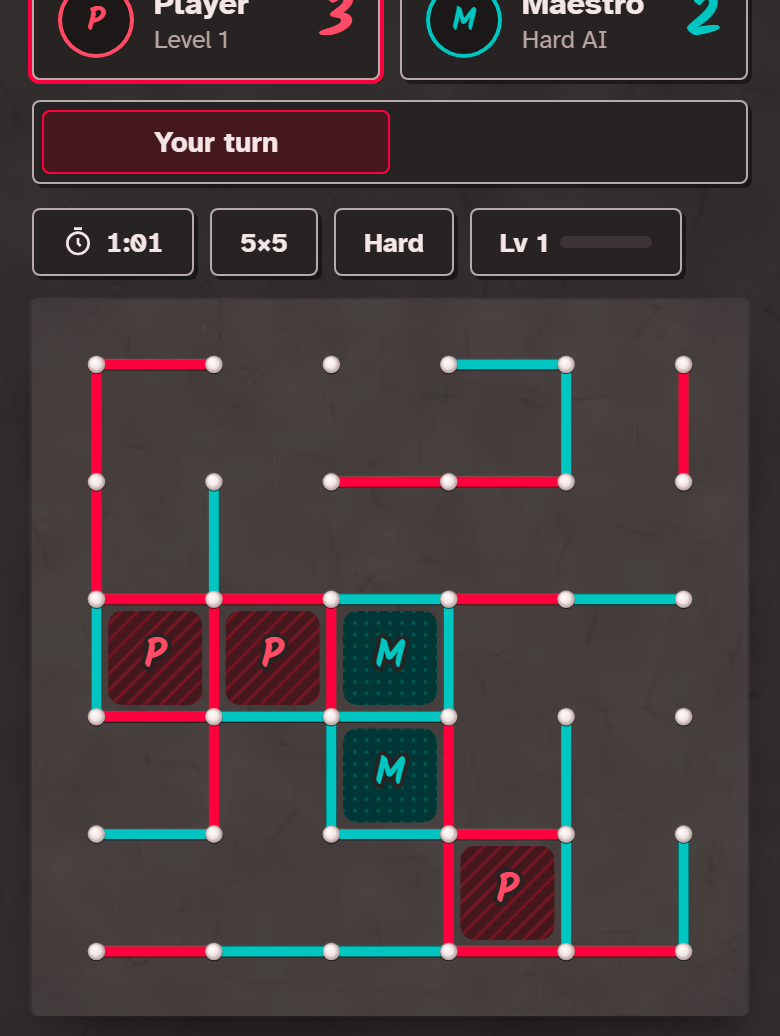 P Player 3
Level 1
M Maestro 2
Hard AI
Your turn
1:01 5×5 Hard Lv 1
P P M
M
P